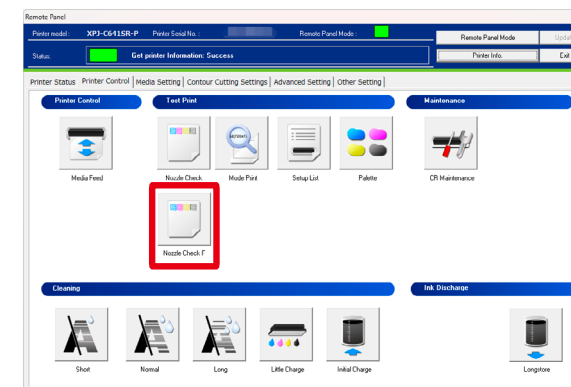 Remote Panel
Printer model : XPJ-C641SR-P Printer Serial No. : Remote Panel Mode :
Remote Panel Mode
Status: Get printer Information: Success
Printer Info. Exit
Printer Status Printer Control Media Setting Contour Cutting Settings Advanced Setting Other Setting
Printer Control Test Print Maintenance
Media Feed Nozzle Check Mode Print Setup List Palette CR Maintenance
Nozzle Check
Cleaning Ink Discharge
Short Normal Long Little Charge Initial Charge Longstore